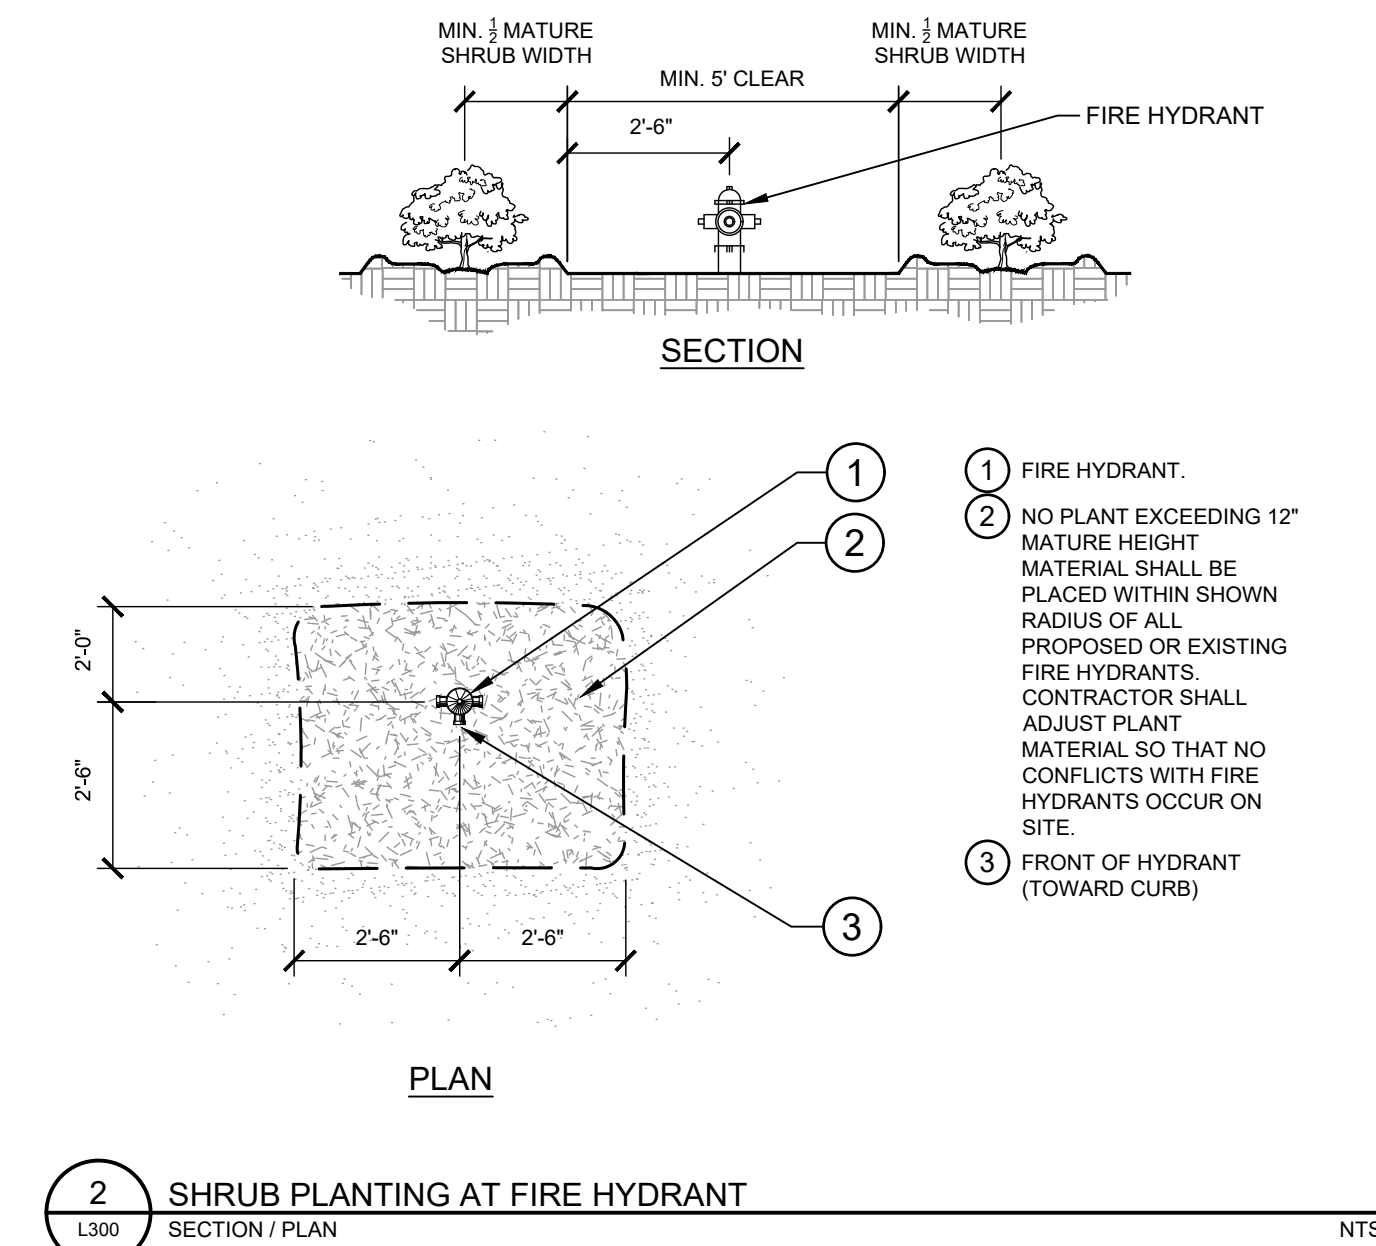 MIN. 1/2 MATURE
SHRUB WIDTH
MIN. 1/2 MATURE
SHRUB WIDTH
MIN. 5' CLEAR
2'-6"
FIRE HYDRANT
SECTION
1
2
3
2'-0"
2'-6"
2'-6"
2'-6"
1 FIRE HYDRANT.
2 NO PLANT EXCEEDING 12"
MATURE HEIGHT
MATERIAL SHALL BE
PLACED WITHIN SHOWN
RADIUS OF ALL
PROPOSED OR EXISTING
FIRE HYDRANTS.
CONTRACTOR SHALL
ADJUST PLANT
MATERIAL SO THAT NO
CONFLICTS WITH FIRE
HYDRANTS OCCUR ON
SITE.
3 FRONT OF HYDRANT
(TOWARD CURB)
PLAN
2
L300
SHRUB PLANTING AT FIRE HYDRANT
SECTION / PLAN
NTS